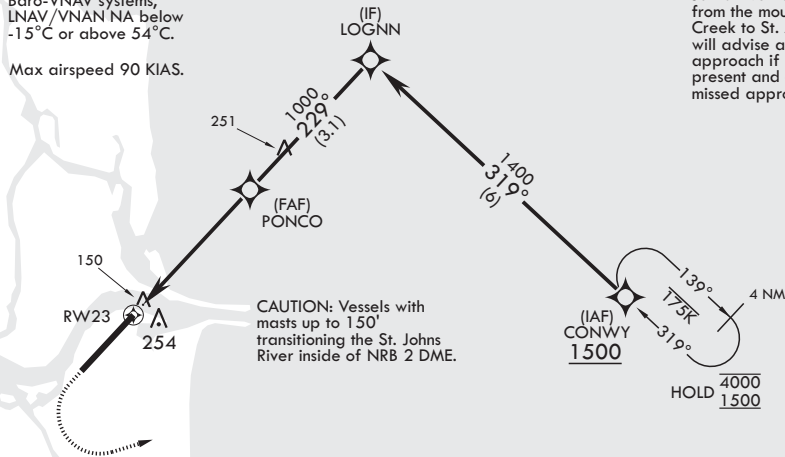 Baro-VNAV systems,
LNAV/VNAN NA below
-15°C or above 54°C.
Max airspeed 90 KIAS.
(IF)
LOGNN
from the mou
Creek to St.
will advise a
approach if
present and
missed appro
1000
229°
(3.1)
251
1400
319°
(6)
(FAF)
PONCO
150
RW23
254
CAUTION: Vessels with
masts up to 150'
transitioning the St. Johns
River inside of NRB 2 DME.
(IAF)
CONWY
1500
139°
175K
319°
4 NM
HOLD 4000
1500